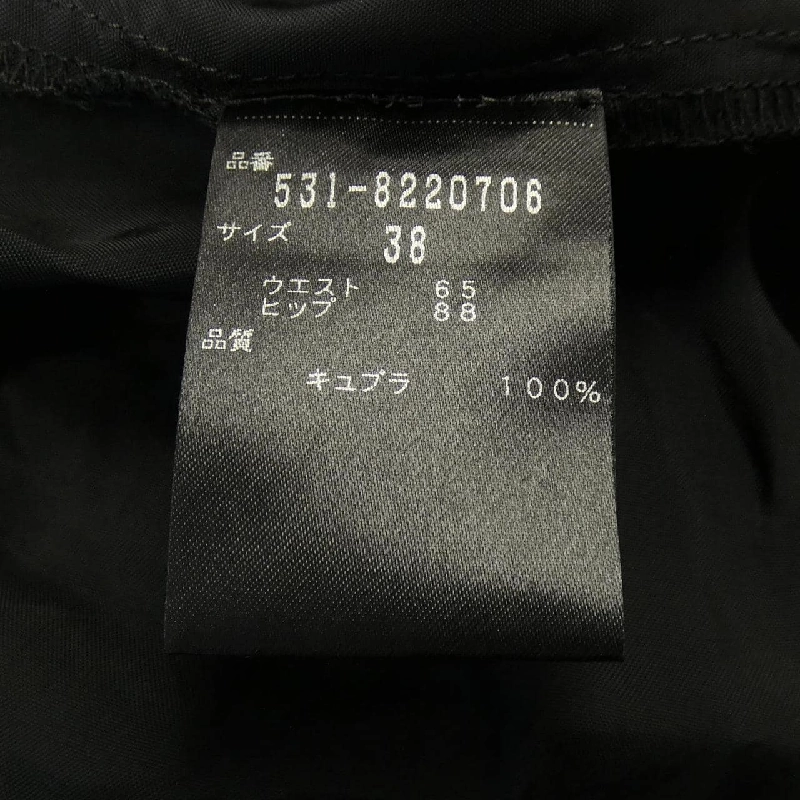 品番
531-8220706
サイズ 38
ウエスト 65
ヒップ 88
品質
キュプラ 100%